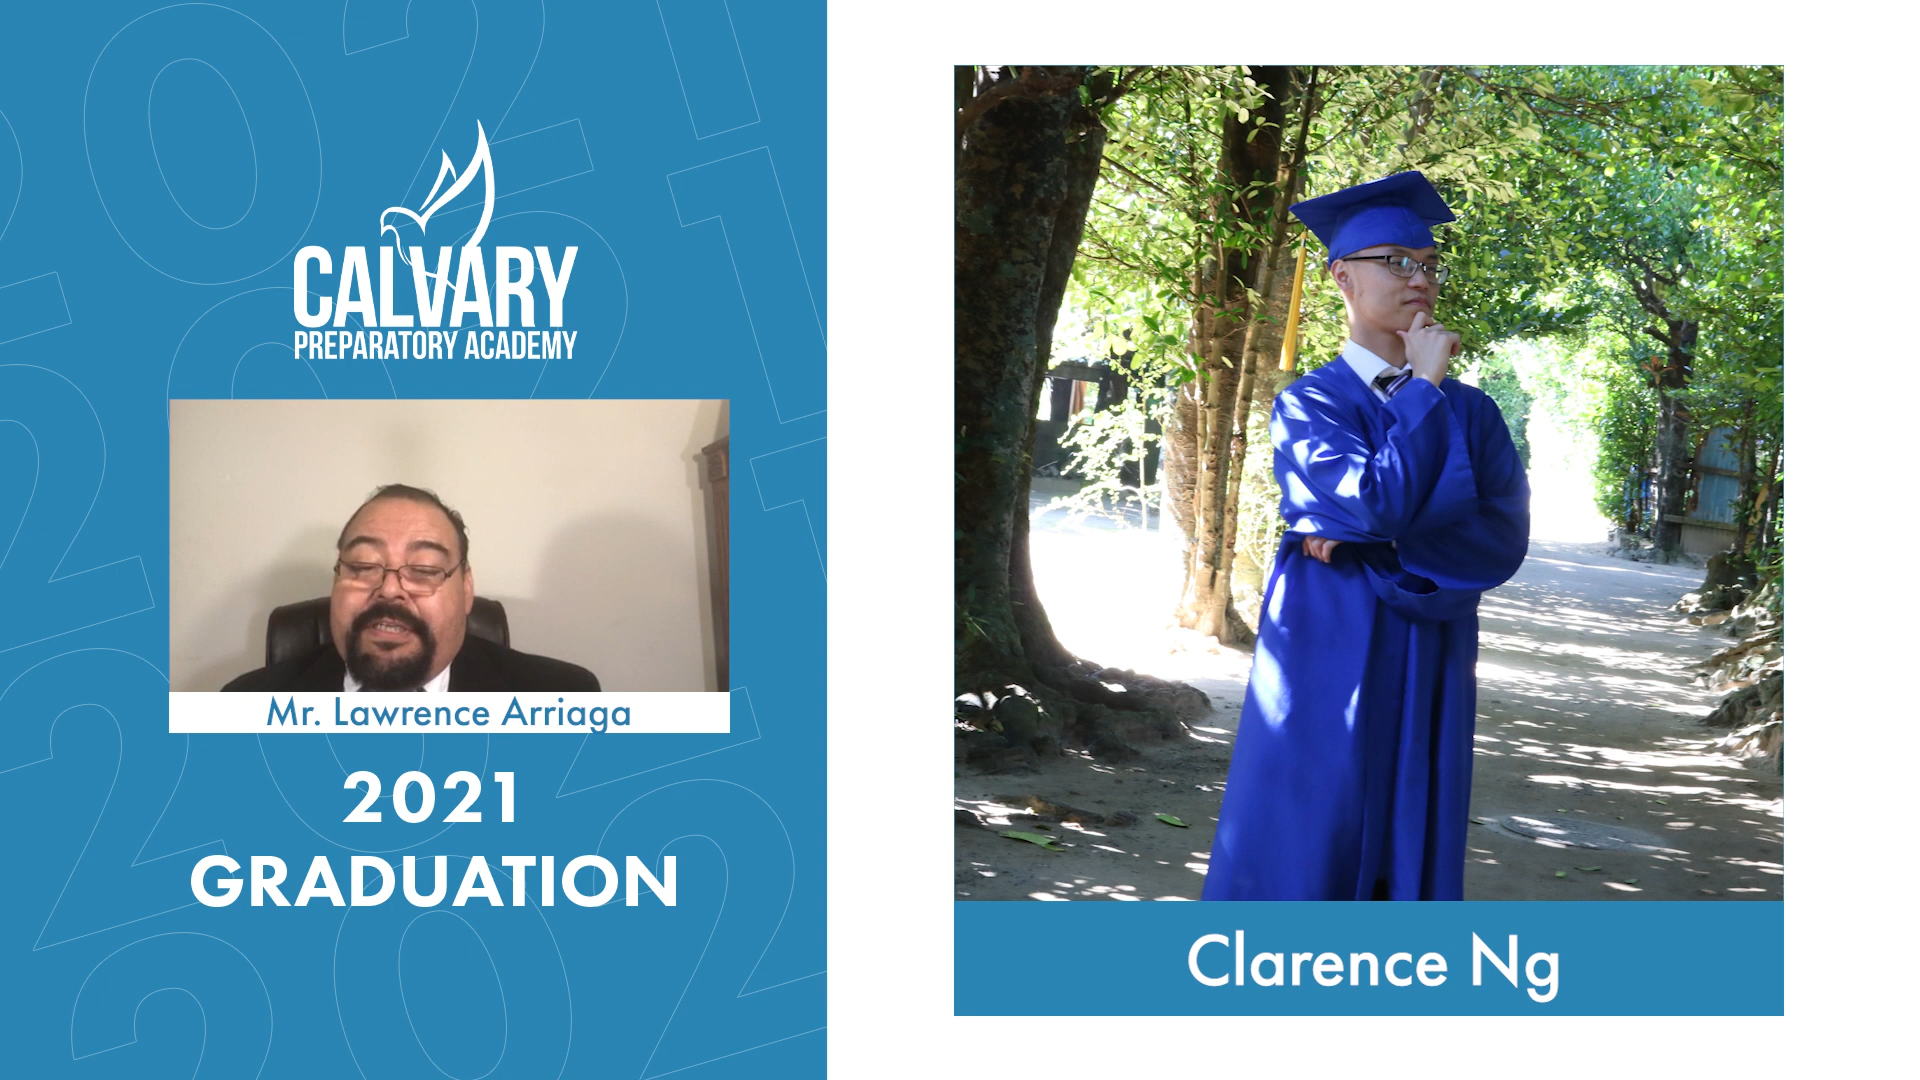 CALVARY
PREPARATORY ACADEMY
Mr. Lawrence Arriaga
2021
GRADUATION
Clarence Ng